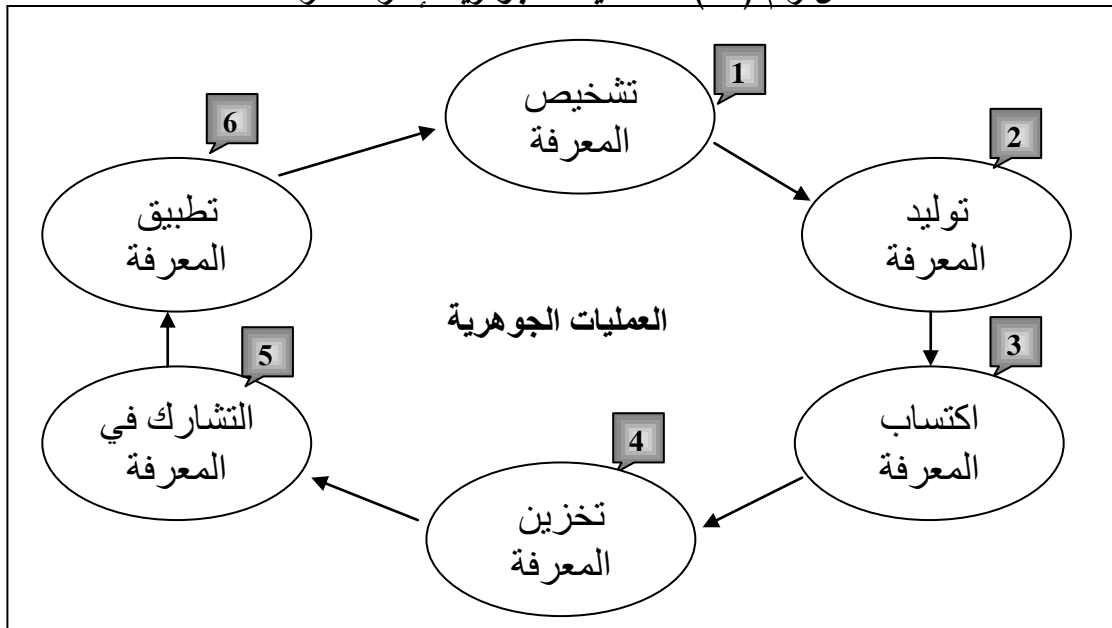 1
تشخيص
المعرفة
2
توليد
المعرفة
3
اكتساب
المعرفة
4
تخزين
المعرفة
5
التشارك في
المعرفة
6
تطبيق
المعرفة
العمليات الجوهرية